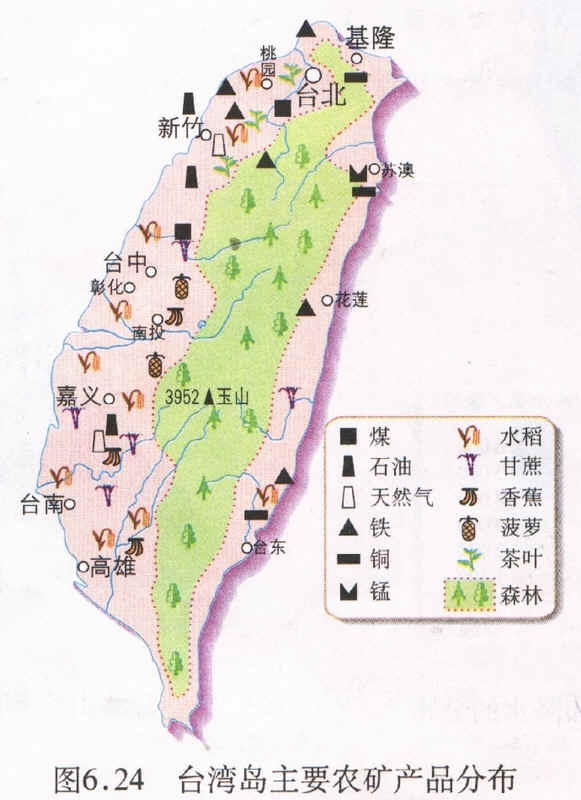 基隆
桃园
台北
新竹
苏澳
台中
彰化
花莲
南投
3952 玉山
嘉义
台南
台东
高雄
煤
水稻
石油
甘蔗
天然气
香蕉
铁
菠萝
铜
茶叶
锰
森林
图6.24 台湾岛主要农矿产品分布